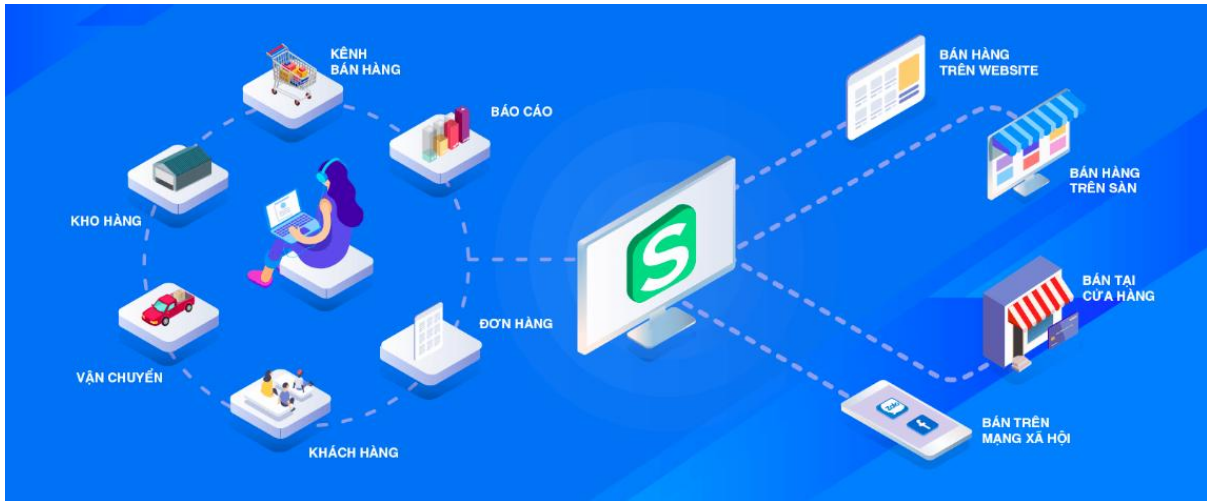 KÊNH
BÁN HÀNG
BÁO CÁO
KHO HÀNG
VẬN CHUYỂN
KHÁCH HÀNG
ĐƠN HÀNG
S
BÁN HÀNG
TRÊN WEBSITE
BÁN HÀNG
TRÊN SÀN
BÁN TẠI
CỬA HÀNG
Zalo
f
BÁN TRÊN
MẠNG XÃ HỘI